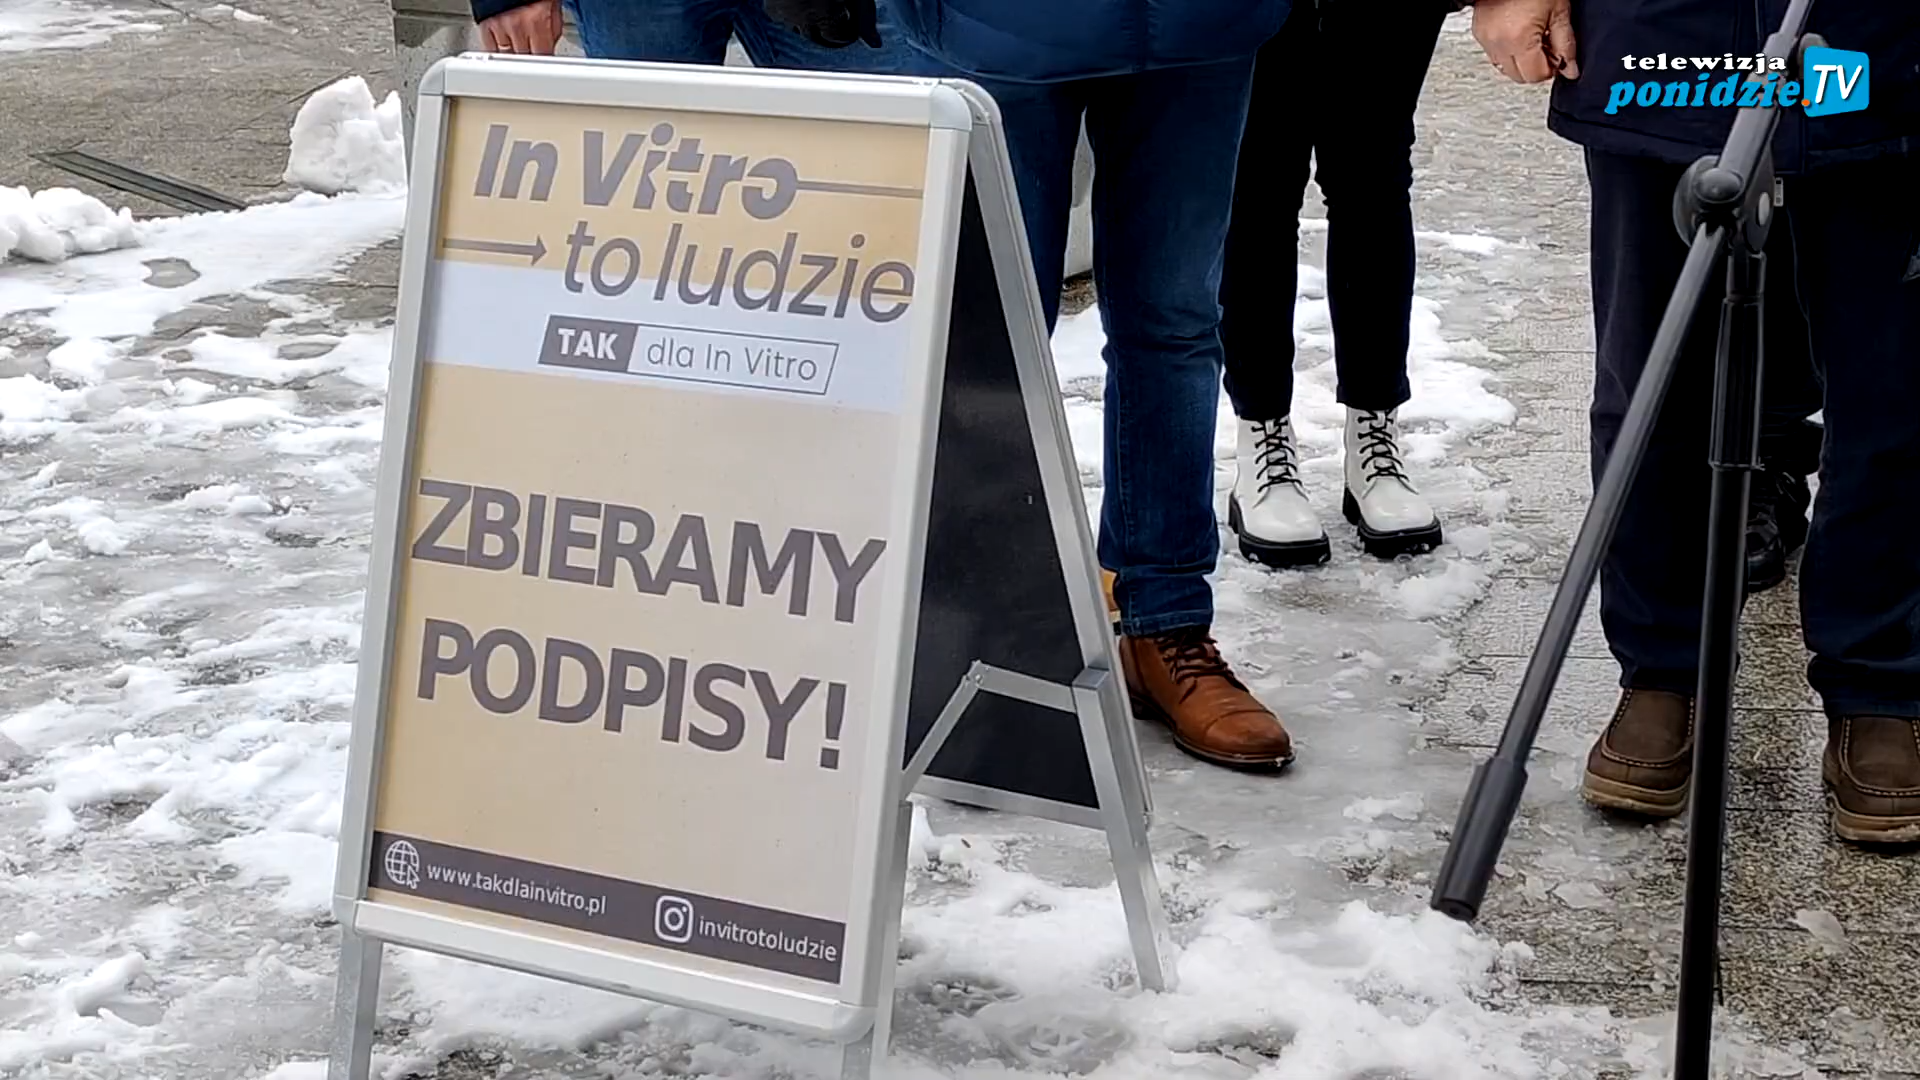 telewizja
ponidzie.TV
In Vitro
to ludzie
TAK dla In Vitro
ZBIERAMY
PODPISY!
www.takdlainvitro.pl
invitrotoludzie